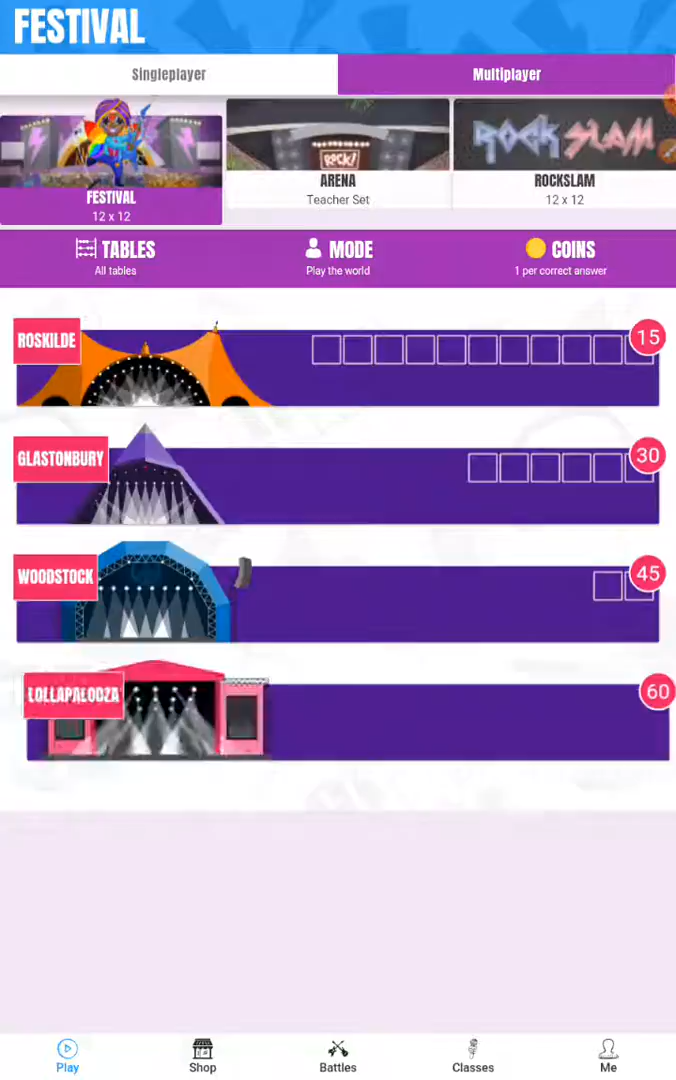 FESTIVAL
Singleplayer
Multiplayer
ROCK!
ROCK SLAM
FESTIVAL
12 x 12
ARENA
Teacher Set
ROCKSLAM
12 x 12
TABLES
All tables
MODE
Play the world
COINS
1 per correct answer
ROSKILDE
15
GLASTONBURY
30
WOODSTOCK
45
LOLLAPALOOZA
60
Play
Shop
Battles
Classes
Me